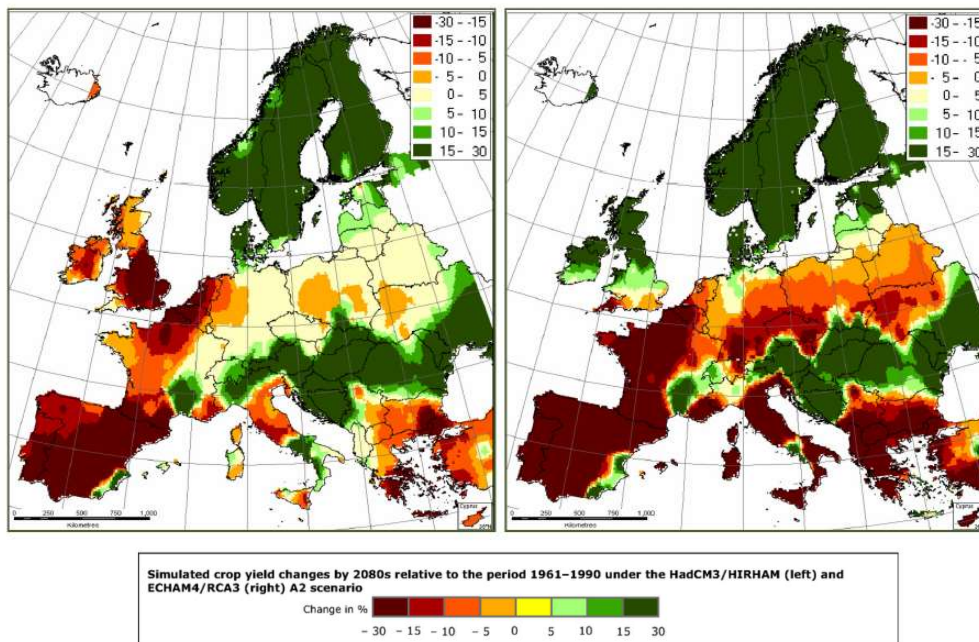 -30 - -15
-15 - -10
-10 - - 5
- 5 - 0
0 - 5
5 - 10
10 - 15
15 - 30
0 250 500 750 1,000
Kilometres
Cyprus
-30 - -15
-15 - -10
-10 - - 5
- 5 - 0
0 - 5
5 - 10
10 - 15
15 - 30
0 250 500 750 1,000
Kilometres
Cyprus
Simulated crop yield changes by 2080s relative to the period 1961–1990 under the HadCM3/HIRHAM (left) and
ECHAM4/RCA3 (right) A2 scenario
Change in %
– 30 – 15 – 10 – 5 0 5 10 15 30